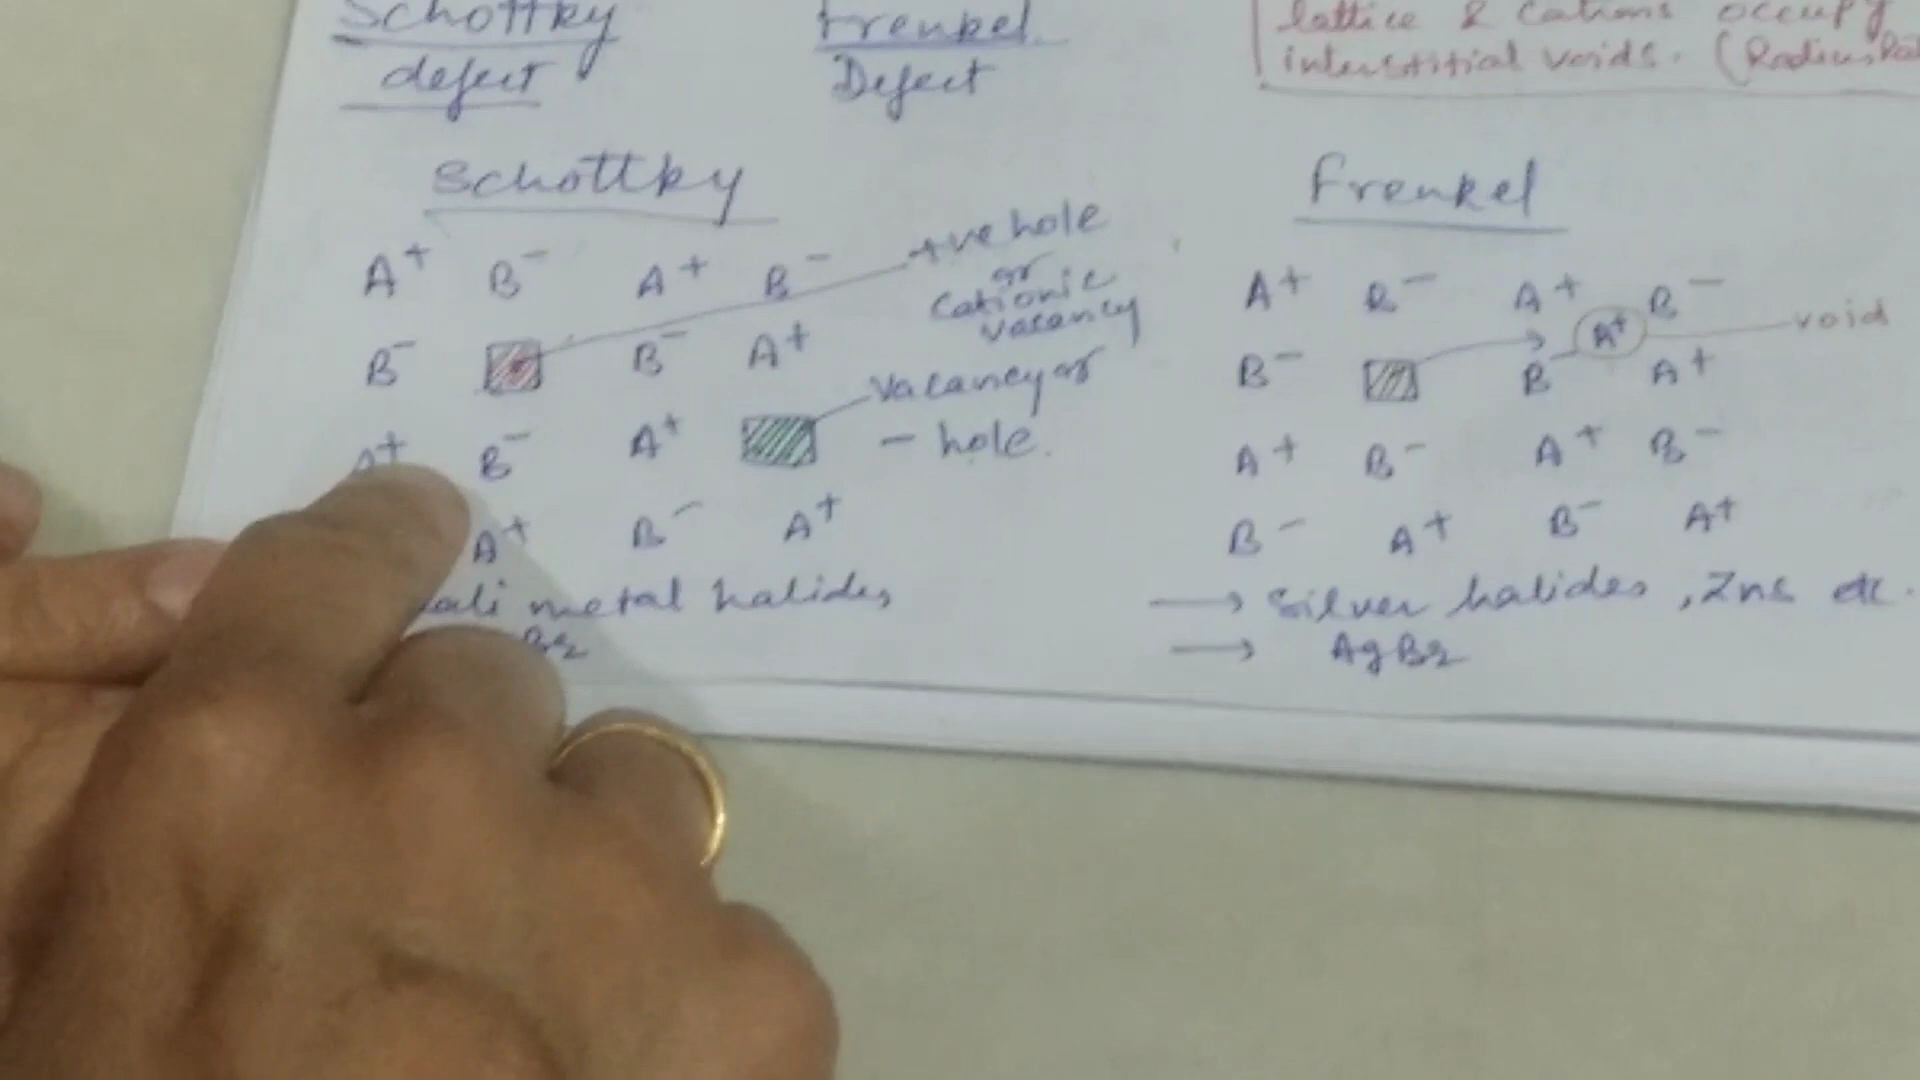 Schottky
defect
Frenkel
Defect
lattice & Cations occupy
interstitial voids. (Radius
Schottky
A+ B- A+ B-
B- B- A+
A+ B- A+
A+ B- A+
+ve hole
or
Cationic
vacancy
Vacancy or
- hole.
metal halides
Frenkel
A+ B- A+ B-
A+
void
B- B A+
A+ B- A+ B-
B- A+ B- A+
→ Silver halides, Zns etc.
→ AgBr